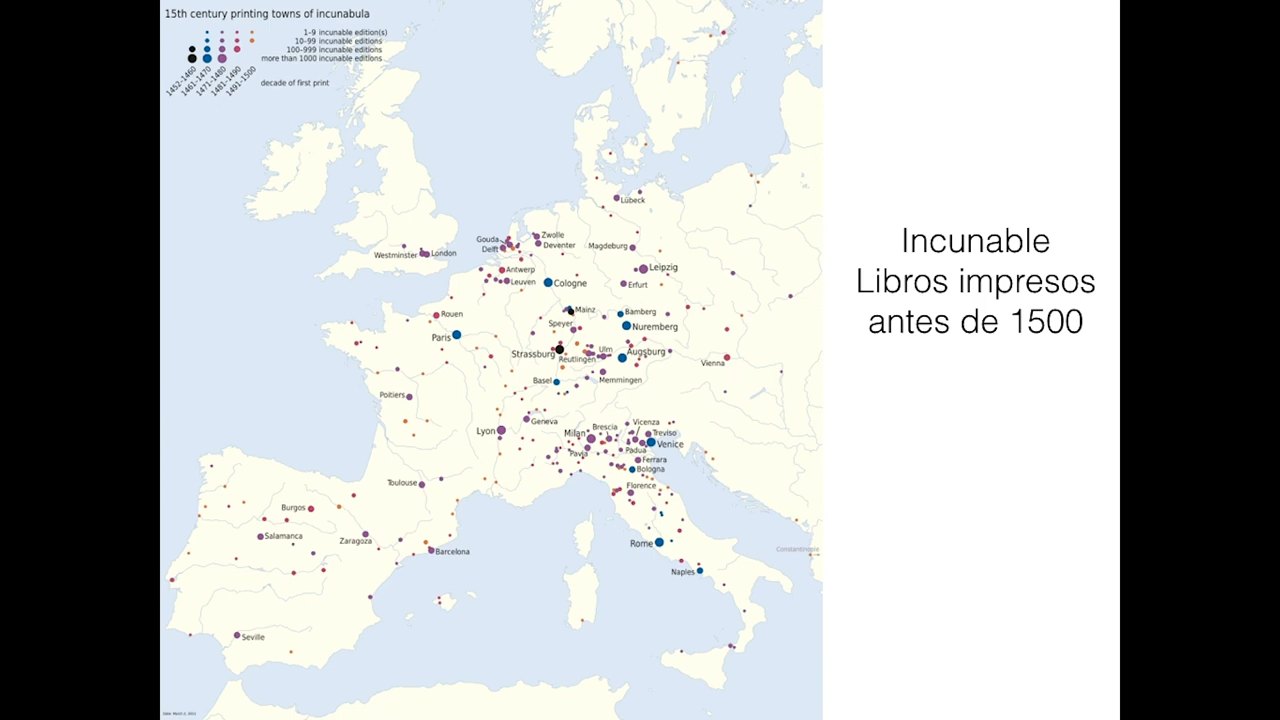 15th century printing towns of incunabula
1–9 incunable edition(s)
10–99 incunable editions
100–999 incunable editions
more than 1000 incunable editions
1452-1460
1461-1470
1471-1480
1481-1490
1491-1500
decade of first print
Lübeck
Gouda
Zwolle
Delft
Deventer
Magdeburg
Westminster
London
Antwerp
Leipzig
Leuven
Cologne
Erfurt
Rouen
Mainz
Bamberg
Speyer
Nuremberg
Paris
Strassburg
Ulm
Augsburg
Reutlingen
Vienna
Basel
Memmingen
Poitiers
Geneva
Lyon
Milan
Brescia
Vicenza
Treviso
Padua
Venice
Pavia
Ferrara
Bologna
Toulouse
Florence
Burgos
Salamanca
Zaragoza
Barcelona
Rome
Constantinople
Naples
Seville
Incunable
Libros impresos
antes de 1500